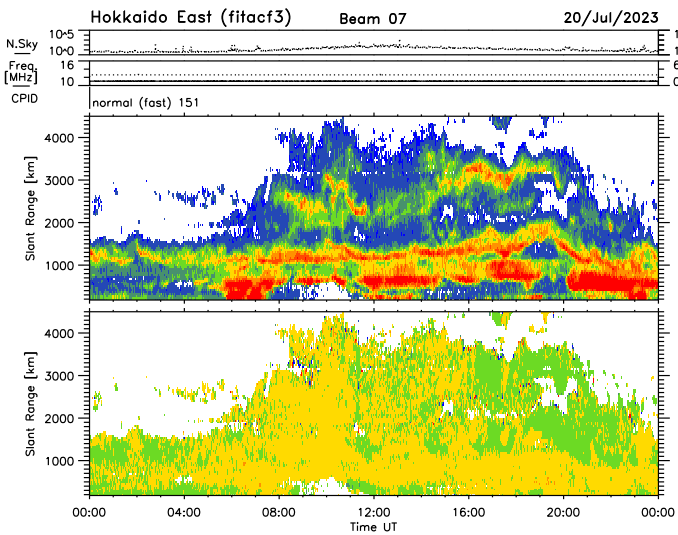 Hokkaido East (fitacf3) Beam 07 20/Jul/2023
N.Sky 10^5 10^0
Freq. [MHz] 16 10
CPID normal (fast) 151
Slant Range [km] 4000 3000 2000 1000
Slant Range [km] 4000 3000 2000 1000
00:00 04:00 08:00 12:00 16:00 20:00 00:00
Time UT